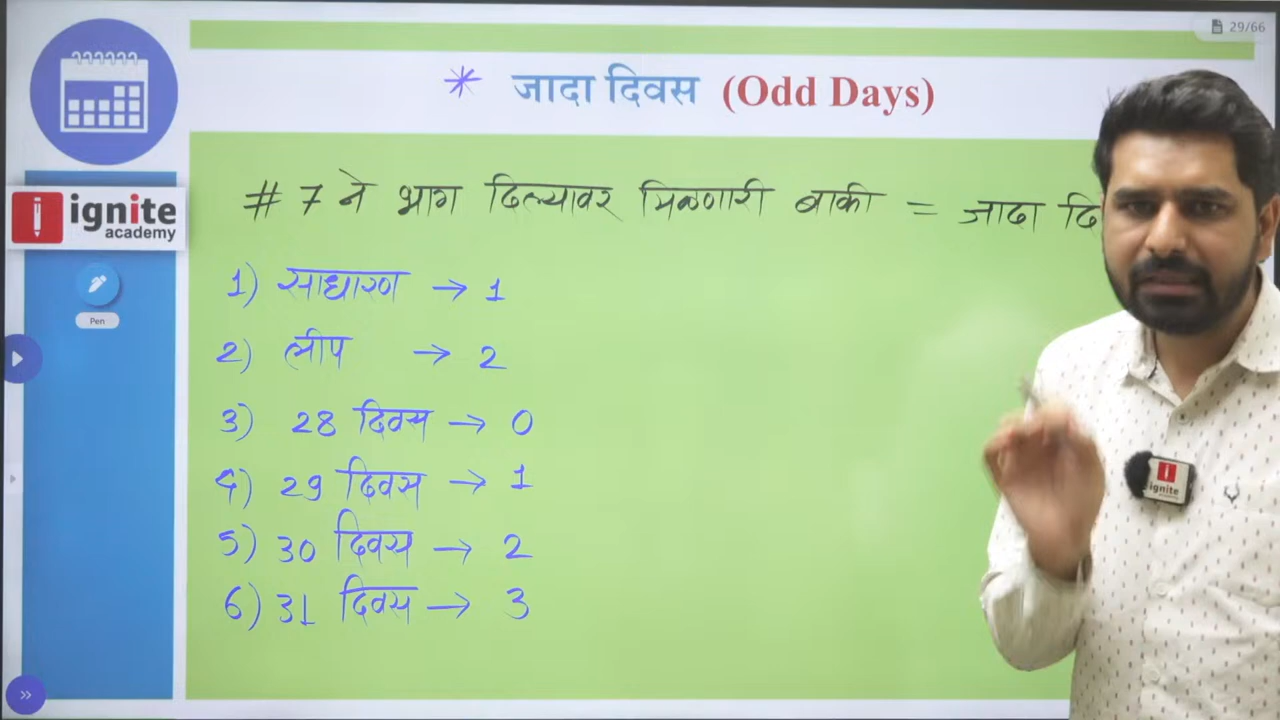 29/66
* जादा दिवस (Odd Days)
ignite
academy
# 7 ने भाग दिल्यावर मिळणारी बाकी = जादा दि
1) साधारण → 1
Pen
2) लीप → 2
3) 28 दिवस → 0
4) 29 दिवस → 1
ignite
academy
5) 30 दिवस → 2
6) 31 दिवस → 3